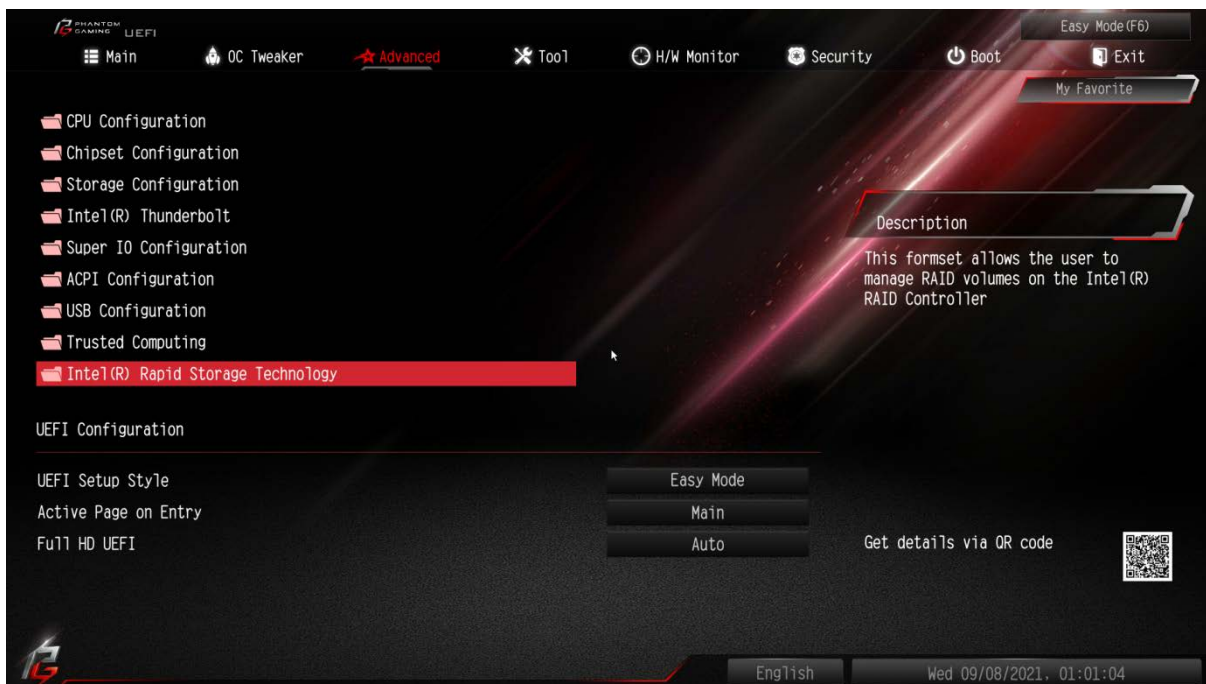 PHANTOM
GAMING UEFI
Easy Mode(F6)
Main OC Tweaker Advanced Tool H/W Monitor Security Boot Exit
My Favorite
CPU Configuration
Chipset Configuration
Storage Configuration
Intel(R) Thunderbolt
Super IO Configuration
ACPI Configuration
USB Configuration
Trusted Computing
Intel(R) Rapid Storage Technology
Description
This formset allows the user to
manage RAID volumes on the Intel(R)
RAID Controller
UEFI Configuration
UEFI Setup Style Easy Mode
Active Page on Entry Main
Full HD UEFI Auto
Get details via QR code
English Wed 09/08/2021, 01:01:04